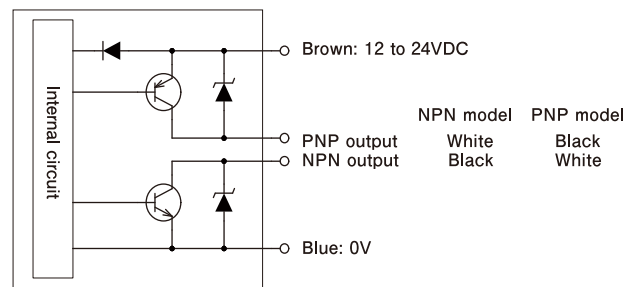 Brown: 12 to 24VDC
Internal circuit
NPN model PNP model
PNP output White Black
NPN output Black White
Blue: 0V